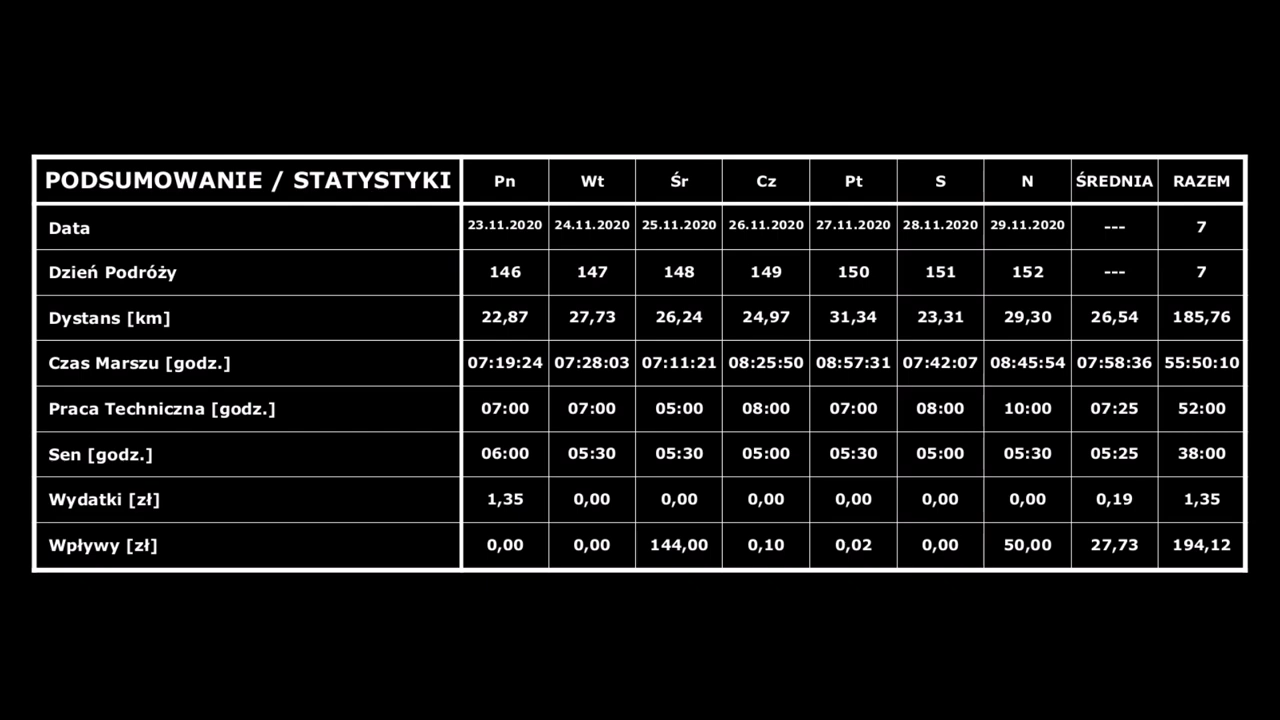 PODSUMOWANIE / STATYSTYKI Pn Wt Śr Cz Pt S N ŚREDNIA RAZEM
Data 23.11.2020 24.11.2020 25.11.2020 26.11.2020 27.11.2020 28.11.2020 29.11.2020 --- 7
Dzień Podróży 146 147 148 149 150 151 152 --- 7
Dystans [km] 22,87 27,73 26,24 24,97 31,34 23,31 29,30 26,54 185,76
Czas Marszu [godz.] 07:19:24 07:28:03 07:11:21 08:25:50 08:57:31 07:42:07 08:45:54 07:58:36 55:50:10
Praca Techniczna [godz.] 07:00 07:00 05:00 08:00 07:00 08:00 10:00 07:25 52:00
Sen [godz.] 06:00 05:30 05:30 05:00 05:30 05:00 05:30 05:25 38:00
Wydatki [zł] 1,35 0,00 0,00 0,00 0,00 0,00 0,00 0,19 1,35
Wpływy [zł] 0,00 0,00 144,00 0,10 0,02 0,00 50,00 27,73 194,12